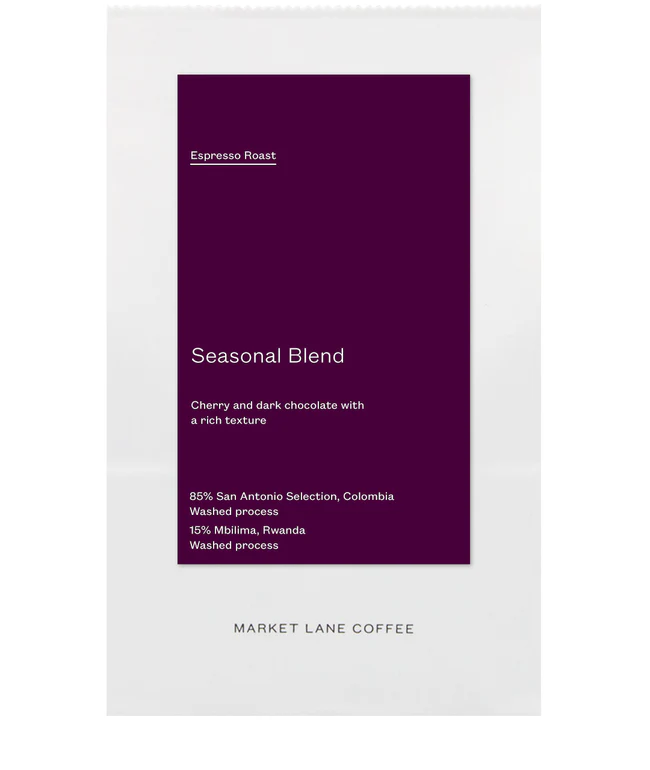 Espresso Roast
Seasonal Blend
Cherry and dark chocolate with
a rich texture
85% San Antonio Selection, Colombia
Washed process
15% Mbilima, Rwanda
Washed process
MARKET LANE COFFEE